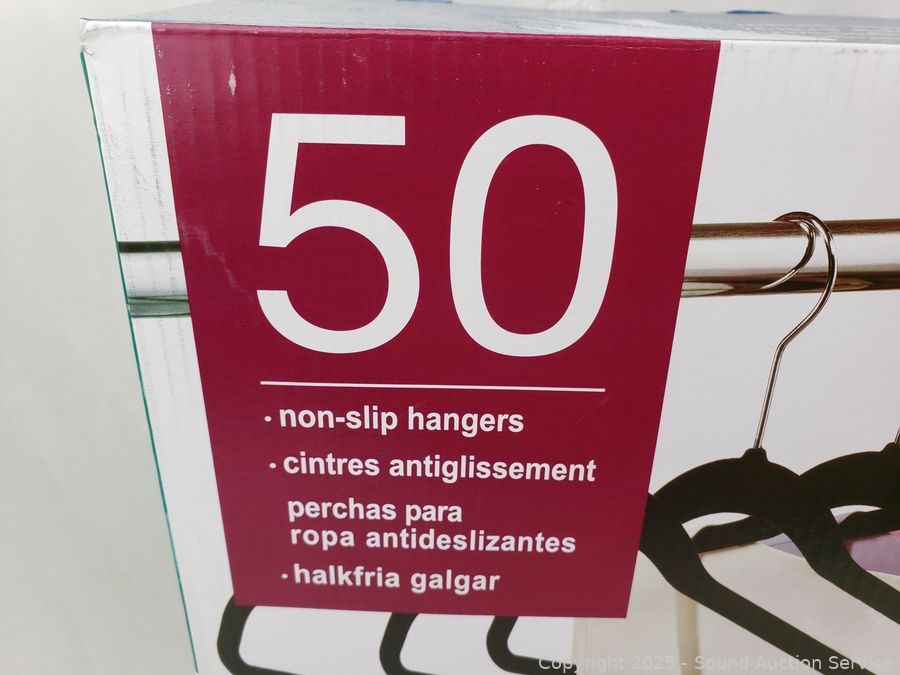 50
· non-slip hangers
· cintres antiglissement
perchas para
ropa antideslizantes
· halkfria galgar
Copyright 2025 - Sound Auction Service